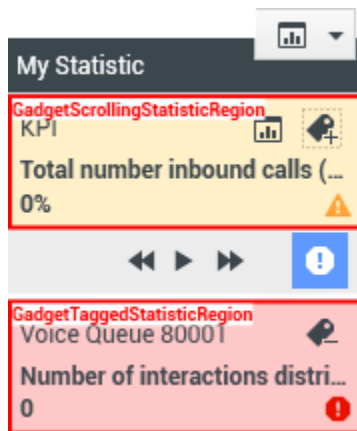 My Statistic
GadgetScrollingStatisticRegion
KPI
Total number inbound calls (...
0%
GadgetTaggedStatisticRegion
Voice Queue 80001
Number of interactions distri...
0